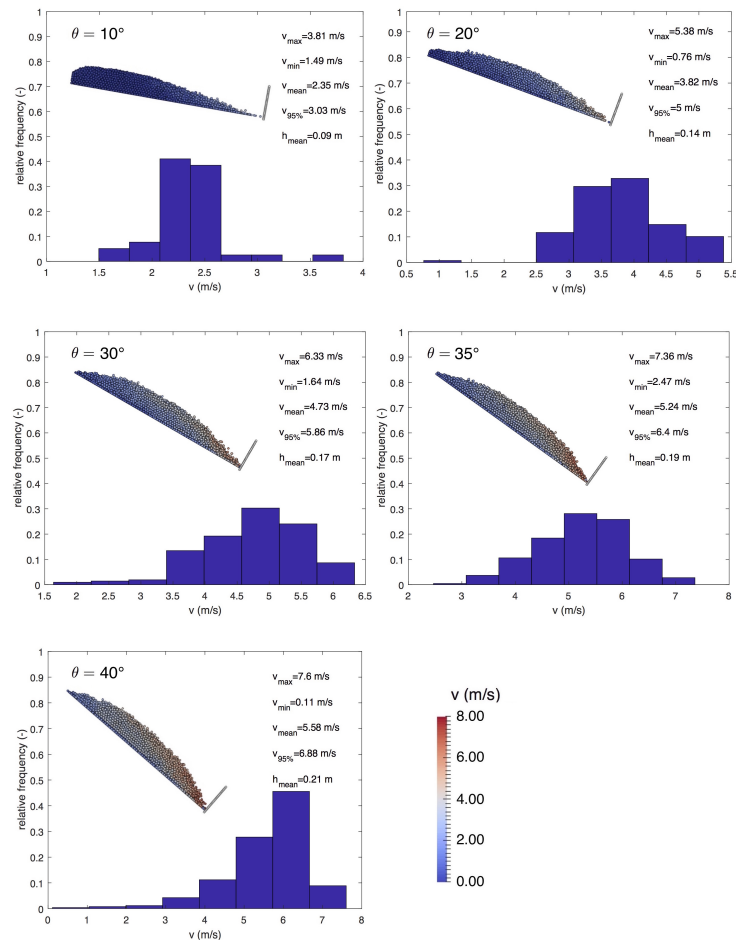 θ = 10°
v_max=3.81 m/s
v_min=1.49 m/s
v_mean=2.35 m/s
v_95%=3.03 m/s
h_mean=0.09 m
relative frequency (-)
1
0.9
0.8
0.7
0.6
0.5
0.4
0.3
0.2
0.1
0
1 1.5 2 2.5 3 3.5 4
v (m/s)
θ = 20°
v_max=5.38 m/s
v_min=0.76 m/s
v_mean=3.82 m/s
v_95%=5 m/s
h_mean=0.14 m
relative frequency (-)
1
0.9
0.8
0.7
0.6
0.5
0.4
0.3
0.2
0.1
0
0.5 1 1.5 2 2.5 3 3.5 4 4.5 5 5.5
v (m/s)
θ = 30°
v_max=6.33 m/s
v_min=1.64 m/s
v_mean=4.73 m/s
v_95%=5.86 m/s
h_mean=0.17 m
relative frequency (-)
1
0.9
0.8
0.7
0.6
0.5
0.4
0.3
0.2
0.1
0
1.5 2 2.5 3 3.5 4 4.5 5 5.5 6 6.5
v (m/s)
θ = 35°
v_max=7.36 m/s
v_min=2.47 m/s
v_mean=5.24 m/s
v_95%=6.4 m/s
h_mean=0.19 m
relative frequency (-)
1
0.9
0.8
0.7
0.6
0.5
0.4
0.3
0.2
0.1
0
2 3 4 5 6 7 8
v (m/s)
θ = 40°
v_max=7.6 m/s
v_min=0.11 m/s
v_mean=5.58 m/s
v_95%=6.88 m/s
h_mean=0.21 m
relative frequency (-)
1
0.9
0.8
0.7
0.6
0.5
0.4
0.3
0.2
0.1
0
0 1 2 3 4 5 6 7 8
v (m/s)
v (m/s)
8.00
6.00
4.00
2.00
0.00